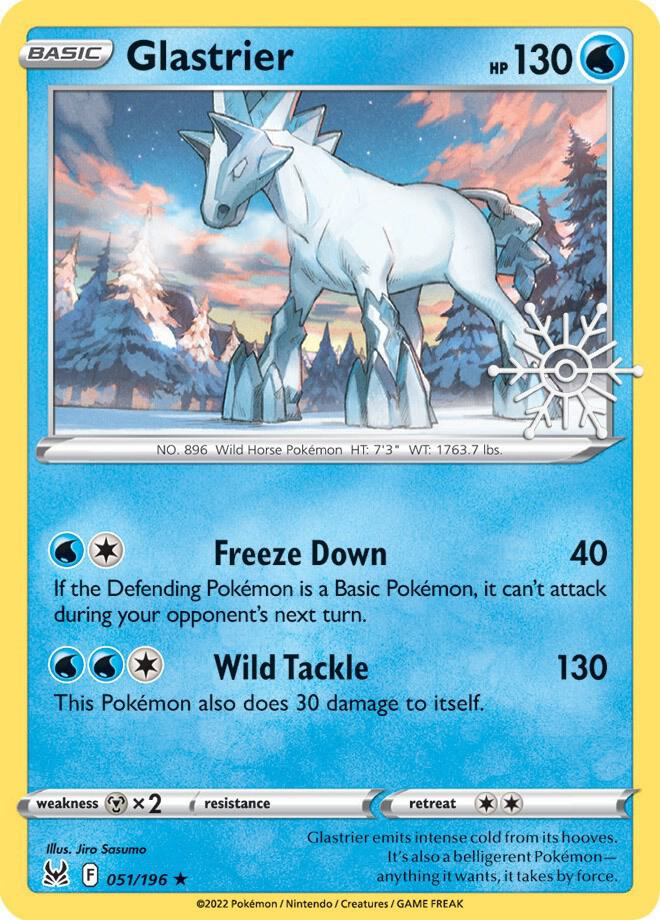 BASIC Glastrier HP 130
NO. 896 Wild Horse Pokémon HT: 7'3" WT: 1763.7 lbs.
Freeze Down 40
If the Defending Pokémon is a Basic Pokémon, it can't attack
during your opponent's next turn.
Wild Tackle 130
This Pokémon also does 30 damage to itself.
weakness ×2 resistance retreat
Illus. Jiro Sasumo
F 051/196 ★
Glastrier emits intense cold from its hooves.
It's also a belligerent Pokémon—
anything it wants, it takes by force.
©2022 Pokémon / Nintendo / Creatures / GAME FREAK